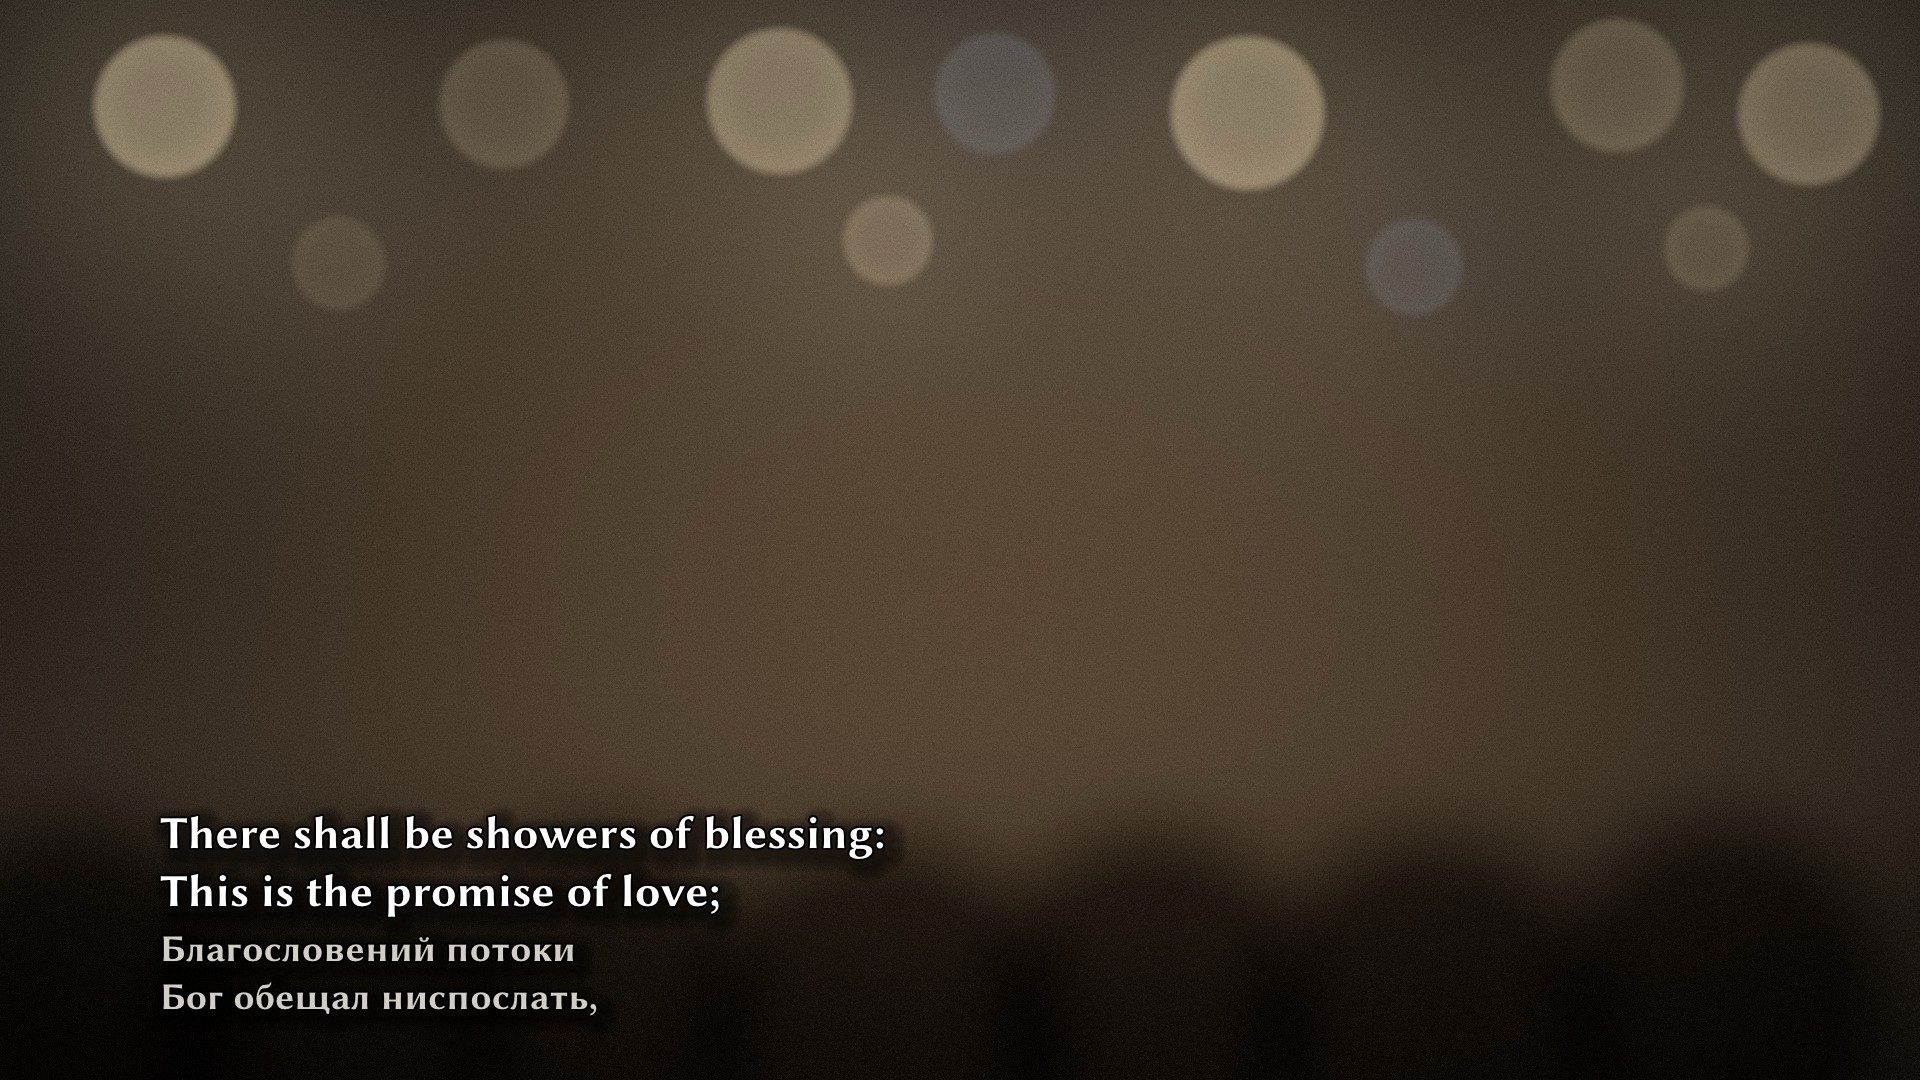 There shall be showers of blessing:
This is the promise of love;
Благословений потоки
Бог обещал ниспослать,